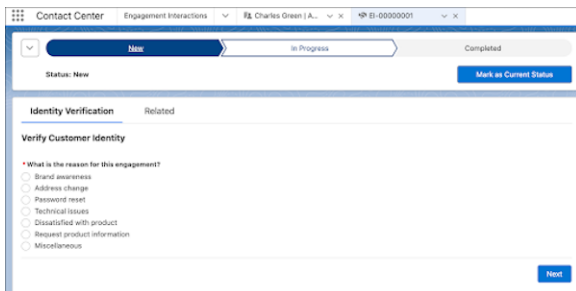 Contact Center Engagement Interactions Charles Green | A... EI-00000001
New In Progress Completed
Status: New Mark as Current Status
Identity Verification Related
Verify Customer Identity
* What is the reason for this engagement?
Brand awareness
Address change
Password reset
Technical issues
Dissatisfied with product
Request product information
Miscellaneous
Next